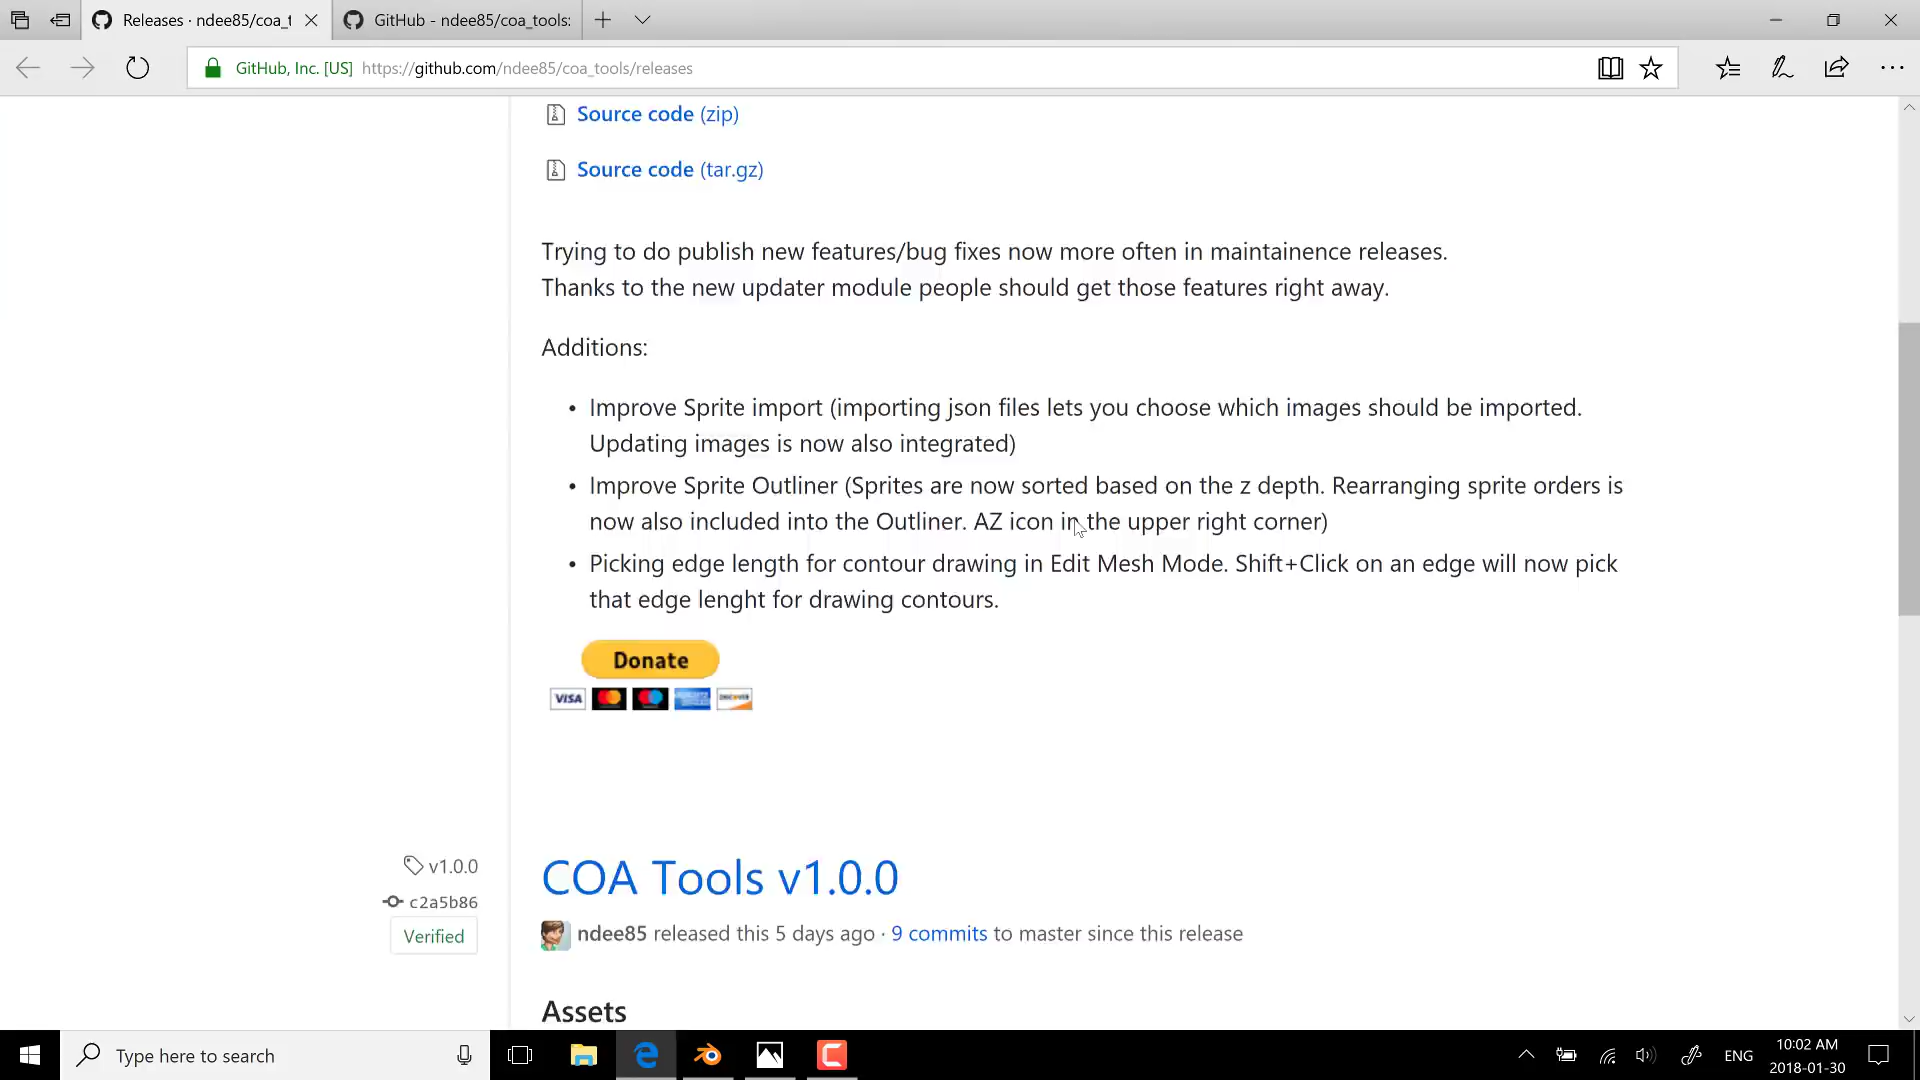 Releases · ndee85/coa_t
GitHub - ndee85/coa_tools:
GitHub, Inc. [US] https://github.com/ndee85/coa_tools/releases
Source code (zip)
Source code (tar.gz)
Trying to do publish new features/bug fixes now more often in maintainence releases.
Thanks to the new updater module people should get those features right away.
Additions:
• Improve Sprite import (importing json files lets you choose which images should be imported.
Updating images is now also integrated)
• Improve Sprite Outliner (Sprites are now sorted based on the z depth. Rearranging sprite orders is
now also included into the Outliner. AZ icon in the upper right corner)
• Picking edge length for contour drawing in Edit Mesh Mode. Shift+Click on an edge will now pick
that edge lenght for drawing contours.
Donate
VISA
DISCOVER
v1.0.0
COA Tools v1.0.0
c2a5b86
Verified
ndee85 released this 5 days ago · 9 commits to master since this release
Assets
Type here to search
ENG
10:02 AM
2018-01-30